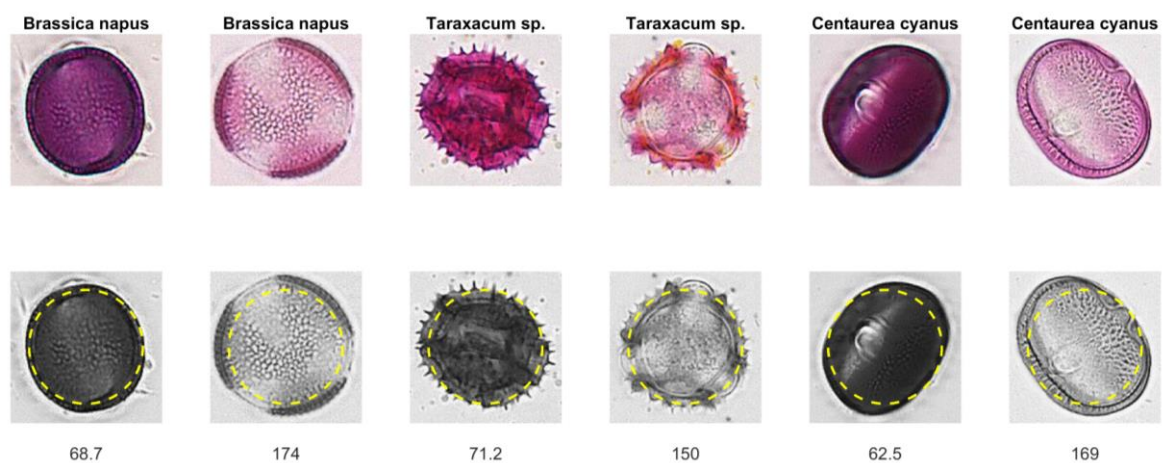 Brassica napus Brassica napus Taraxacum sp. Taraxacum sp. Centaurea cyanus Centaurea cyanus
68.7 174 71.2 150 62.5 169